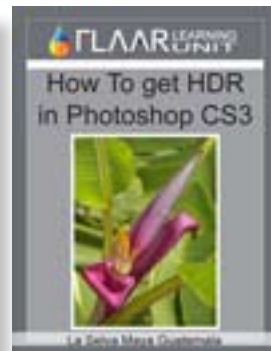 FLAAR LEARNING
UNIT
How To get HDR
in Photoshop CS3
La Selva Maya Guatemala